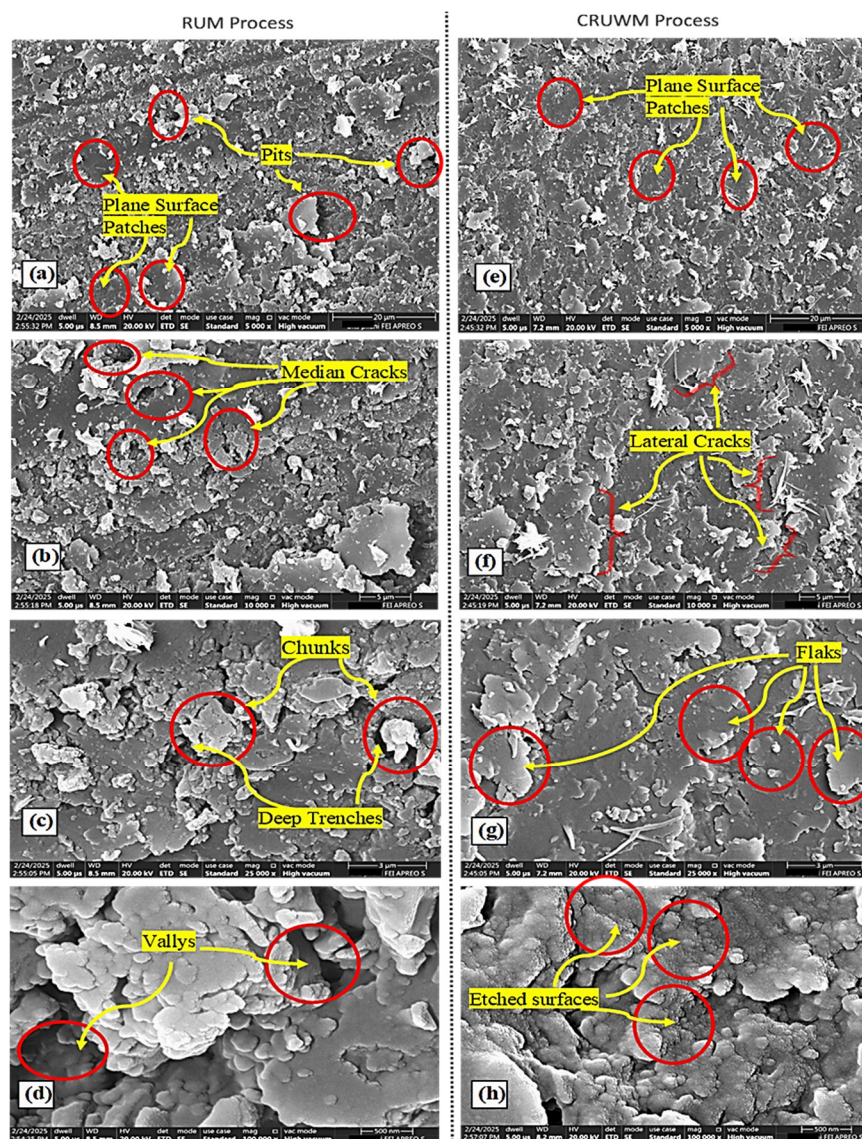 RUM Process
CRUWM Process
Pits
Plane Surface
Patches
(a)
2/24/2025 dwell WD HV det mode use case mag □ vac mode 20 µm
2:55:32 PM 5.00 µs 8.5 mm 20.00 kV ETD SE Standard 5 000 x High vacuum FEI APREO S
Plane Surface
Patches
(e)
2/24/2025 dwell WD HV det mode use case mag □ vac mode 20 µm
2:45:32 PM 5.00 µs 7.2 mm 20.00 kV ETD SE Standard 5 000 x High vacuum FEI APREO S
Median Cracks
(b)
2/24/2025 dwell WD HV det mode use case mag □ vac mode 5 µm
2:55:18 PM 5.00 µs 8.5 mm 20.00 kV ETD SE Standard 10 000 x High vacuum FEI APREO S
Lateral Cracks
(f)
2/24/2025 dwell WD HV det mode use case mag □ vac mode 5 µm
2:45:19 PM 5.00 µs 7.2 mm 20.00 kV ETD SE Standard 10 000 x High vacuum FEI APREO S
Chunks
Deep Trenches
(c)
2/24/2025 dwell WD HV det mode use case mag □ vac mode 3 µm
2:55:05 PM 5.00 µs 8.5 mm 20.00 kV ETD SE Standard 25 000 x High vacuum FEI APREO S
Flaks
(g)
2/24/2025 dwell WD HV det mode use case mag □ vac mode 3 µm
2:45:05 PM 5.00 µs 7.2 mm 20.00 kV ETD SE Standard 25 000 x High vacuum FEI APREO S
Vallys
(d)
2/24/2025 dwell WD HV det mode use case mag □ vac mode 500 nm
8.5 mm 20.00 kV ETD SE Standard 100 000 x High vacuum FEI APREO S
Etched surfaces
(h)
2/24/2025 dwell WD HV det mode use case mag □ vac mode 500 nm
2:57:07 PM 5.00 µs 8.2 mm 20.00 kV ETD SE Standard 100 000 x High vacuum FEI APREO S